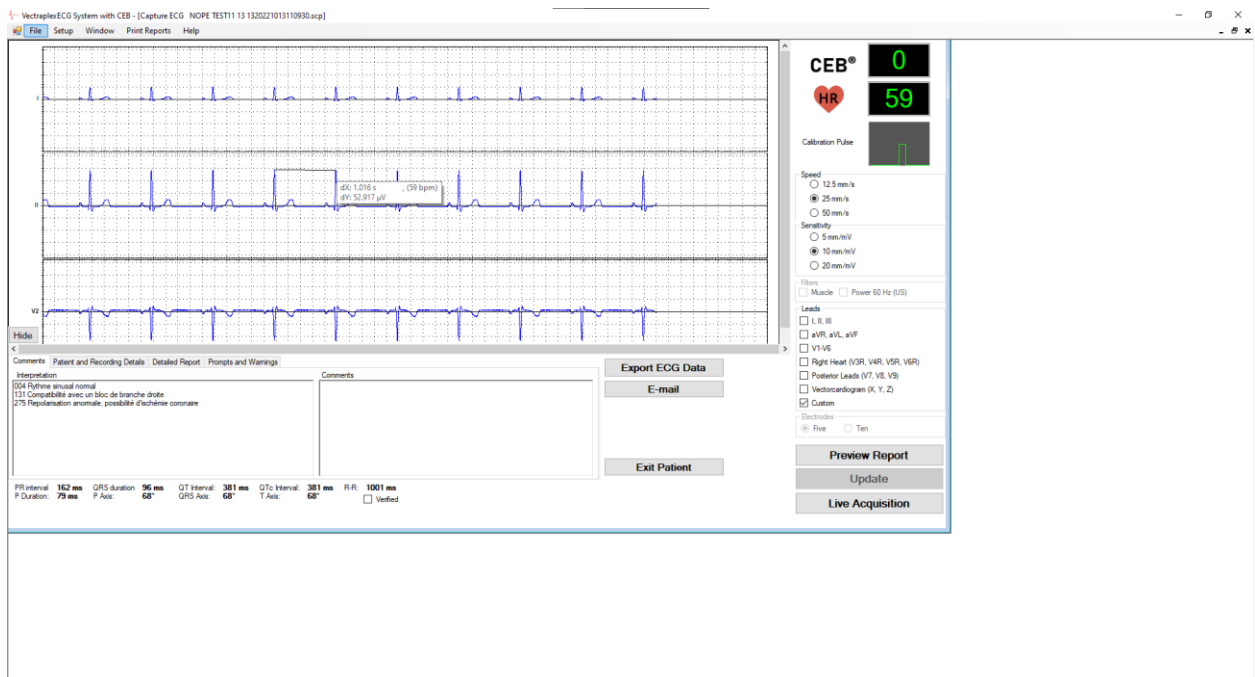 VectraplexECG System with CEB - [Capture ECG NOPE TEST11 13 1320221013110930.scp]
File Setup Window Print Reports Help
I
II
dX: 1.016 s , (59 bpm)
dY: 52.917 µV
V2
Hide
CEB® 0
HR 59
Calibration Pulse
Speed
12.5 mm/s
25 mm/s
50 mm/s
Sensitivity
5 mm/mV
10 mm/mV
20 mm/mV
Filters
Muscle Power 60 Hz (US)
Leads
I, II, III
aVR, aVL, aVF
V1-V6
Right Heart (V3R, V4R, V5R, V6R)
Posterior Leads (V7, V8, V9)
Vectorcardiogram (X, Y, Z)
Custom
Electrodes
Five Ten
Preview Report
Update
Live Acquisition
Comments Patient and Recording Details Detailed Report Prompts and Warnings
Interpretation
004 Rythme sinusal normal
131 Compatibilité avec un bloc de branche droite
275 Repolarisation anormale, possibilité d'ischémie coronaire
Comments
Export ECG Data
E-mail
Exit Patient
PR interval 162 ms QRS duration 96 ms QT Interval: 381 ms QTc Interval: 381 ms R-R: 1001 ms
P Duration: 79 ms P Axis: 68° QRS Axis: 68° T Axis: 68° Verified